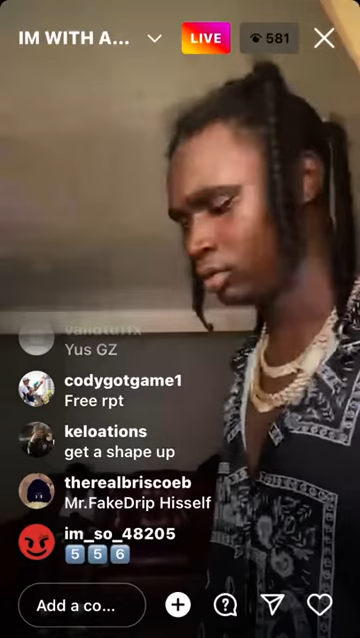 IM WITH A...
LIVE
581
Yus GZ
codygotgame1
Free rpt
keloations
get a shape up
therealbriscoeb
Mr.FakeDrip Hisself
im_so_48205
5 5 6
Add a co...